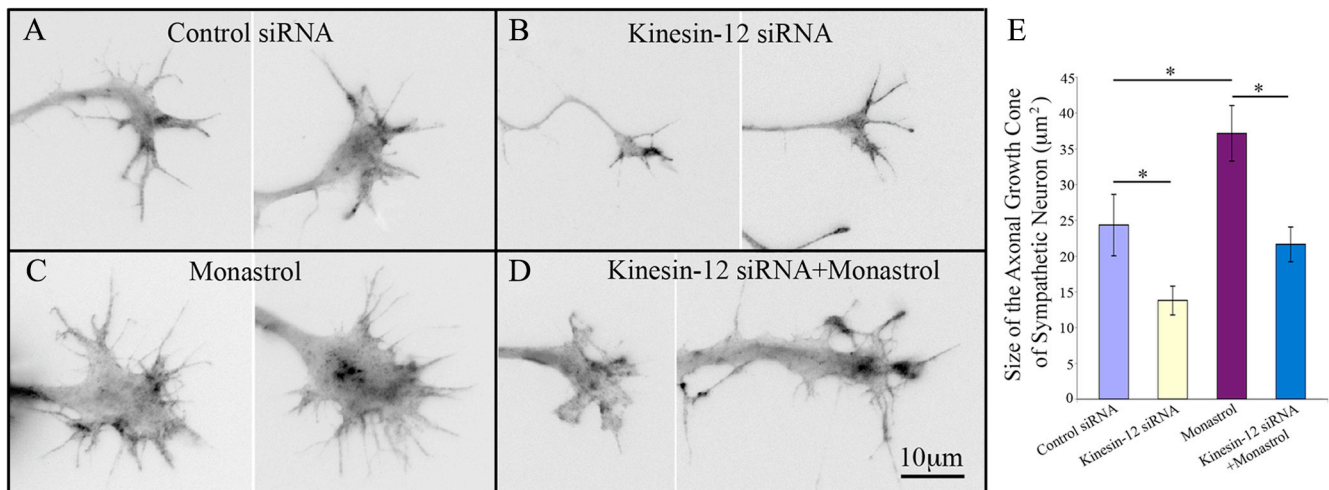 A
Control siRNA
B
Kinesin-12 siRNA
C
Monastrol
D
Kinesin-12 siRNA+Monastrol
10μm
E
Size of the Axonal Growth Cone
of Sympathetic Neuron (μm²)
45
40
35
30
25
20
15
10
5
0
*
*
*
Control siRNA
Kinesin-12 siRNA
Monastrol
Kinesin-12 siRNA
+Monastrol